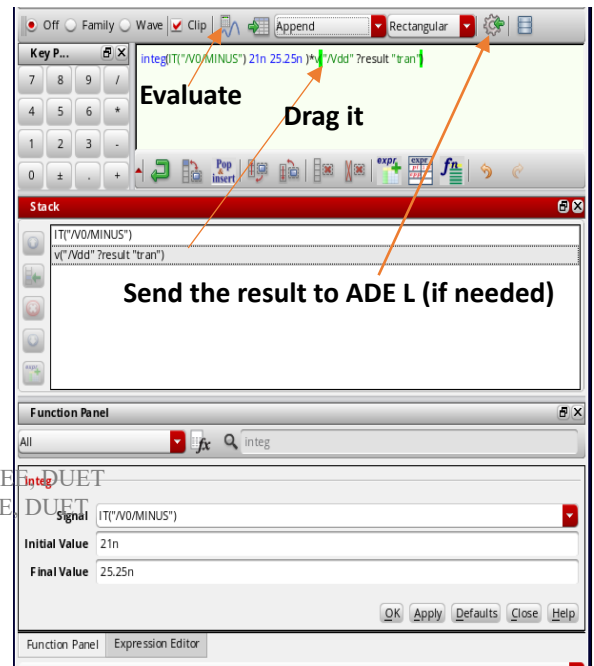 Off Family Wave Clip Append Rectangular
Key P...
integ(IT("/V0/MINUS") 21n 25.25n )*v("/Vdd" ?result "tran")
7 8 9 /
4 5 6 *
1 2 3 -
0 ± . +
Evaluate
Drag it
Pop insert
expr
expr
fn
Stack
IT("/V0/MINUS")
v("/Vdd" ?result "tran")
Send the result to ADE L (if needed)
expr
Function Panel
All fx integ
integ
DUET
DUET
Signal IT("/V0/MINUS")
Initial Value 21n
Final Value 25.25n
OK Apply Defaults Close Help
Function Panel Expression Editor